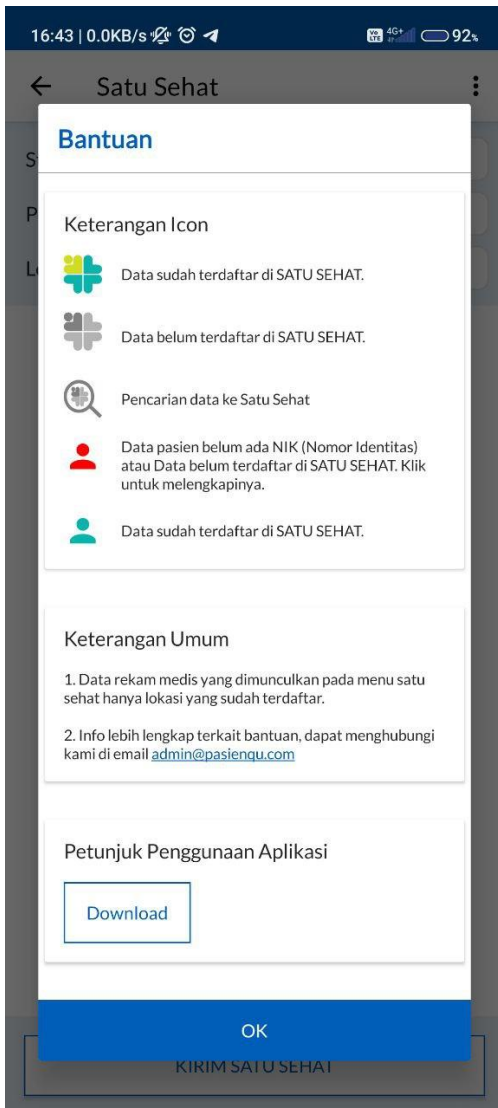 16:43 | 0.0KB/s
4G+
92%
Satu Sehat
Bantuan
Keterangan Icon
Data sudah terdaftar di SATU SEHAT.
Data belum terdaftar di SATU SEHAT.
Pencarian data ke Satu Sehat
Data pasien belum ada NIK (Nomor Identitas)
atau Data belum terdaftar di SATU SEHAT. Klik
untuk melengkapinya.
Data sudah terdaftar di SATU SEHAT.
Keterangan Umum
1. Data rekam medis yang dimunculkan pada menu satu
sehat hanya lokasi yang sudah terdaftar.
2. Info lebih lengkap terkait bantuan, dapat menghubungi
kami di email admin@pasienqu.com
Petunjuk Penggunaan Aplikasi
Download
OK
KIRIM SATU SEHAT